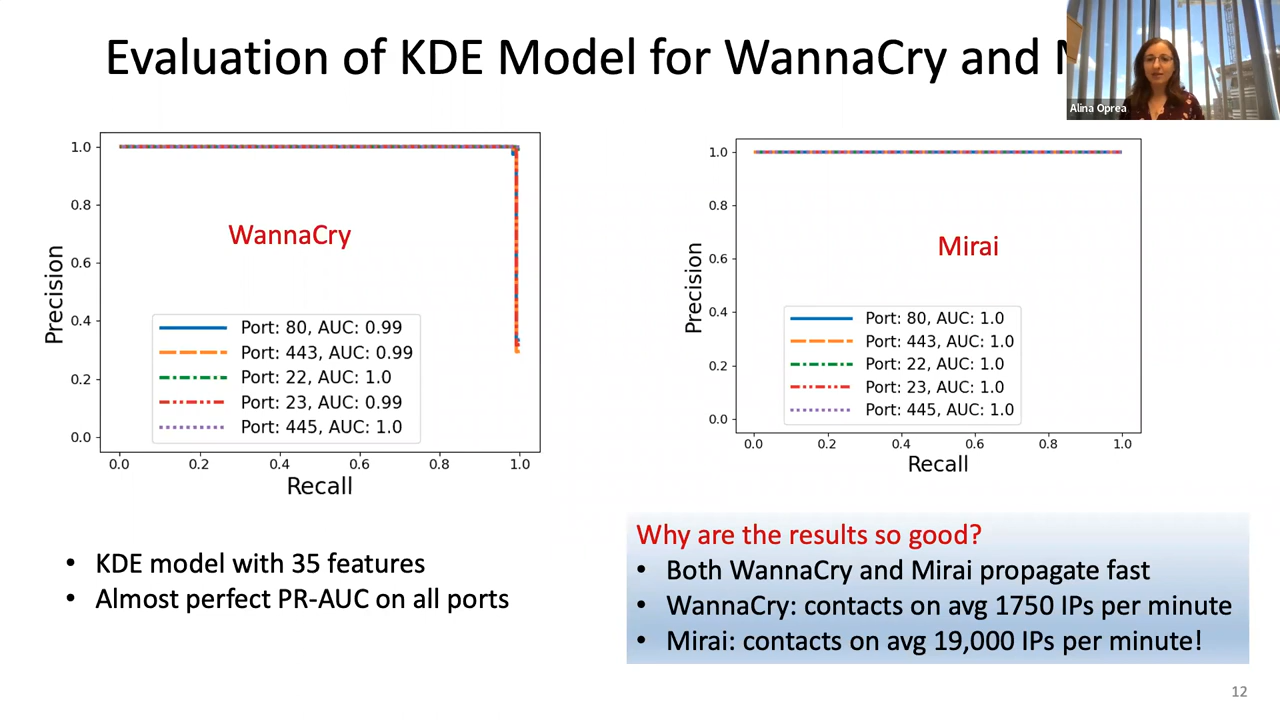 Evaluation of KDE Model for WannaCry and
Alina Oprea
1.0
0.8
0.6
0.4
0.2
0.0
Precision
WannaCry
Port: 80, AUC: 0.99
Port: 443, AUC: 0.99
Port: 22, AUC: 1.0
Port: 23, AUC: 0.99
Port: 445, AUC: 1.0
0.0 0.2 0.4 0.6 0.8 1.0
Recall
1.0
0.8
0.6
0.4
0.2
0.0
Precision
Mirai
Port: 80, AUC: 1.0
Port: 443, AUC: 1.0
Port: 22, AUC: 1.0
Port: 23, AUC: 1.0
Port: 445, AUC: 1.0
0.0 0.2 0.4 0.6 0.8 1.0
Recall
• KDE model with 35 features
• Almost perfect PR-AUC on all ports
Why are the results so good?
• Both WannaCry and Mirai propagate fast
• WannaCry: contacts on avg 1750 IPs per minute
• Mirai: contacts on avg 19,000 IPs per minute!
12